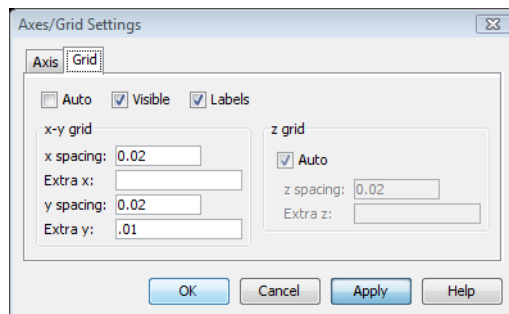 Axes/Grid Settings
Axis Grid
Auto Visible Labels
x-y grid
x spacing: 0.02
Extra x:
y spacing: 0.02
Extra y: .01
z grid
Auto
z spacing: 0.02
Extra z:
OK Cancel Apply Help